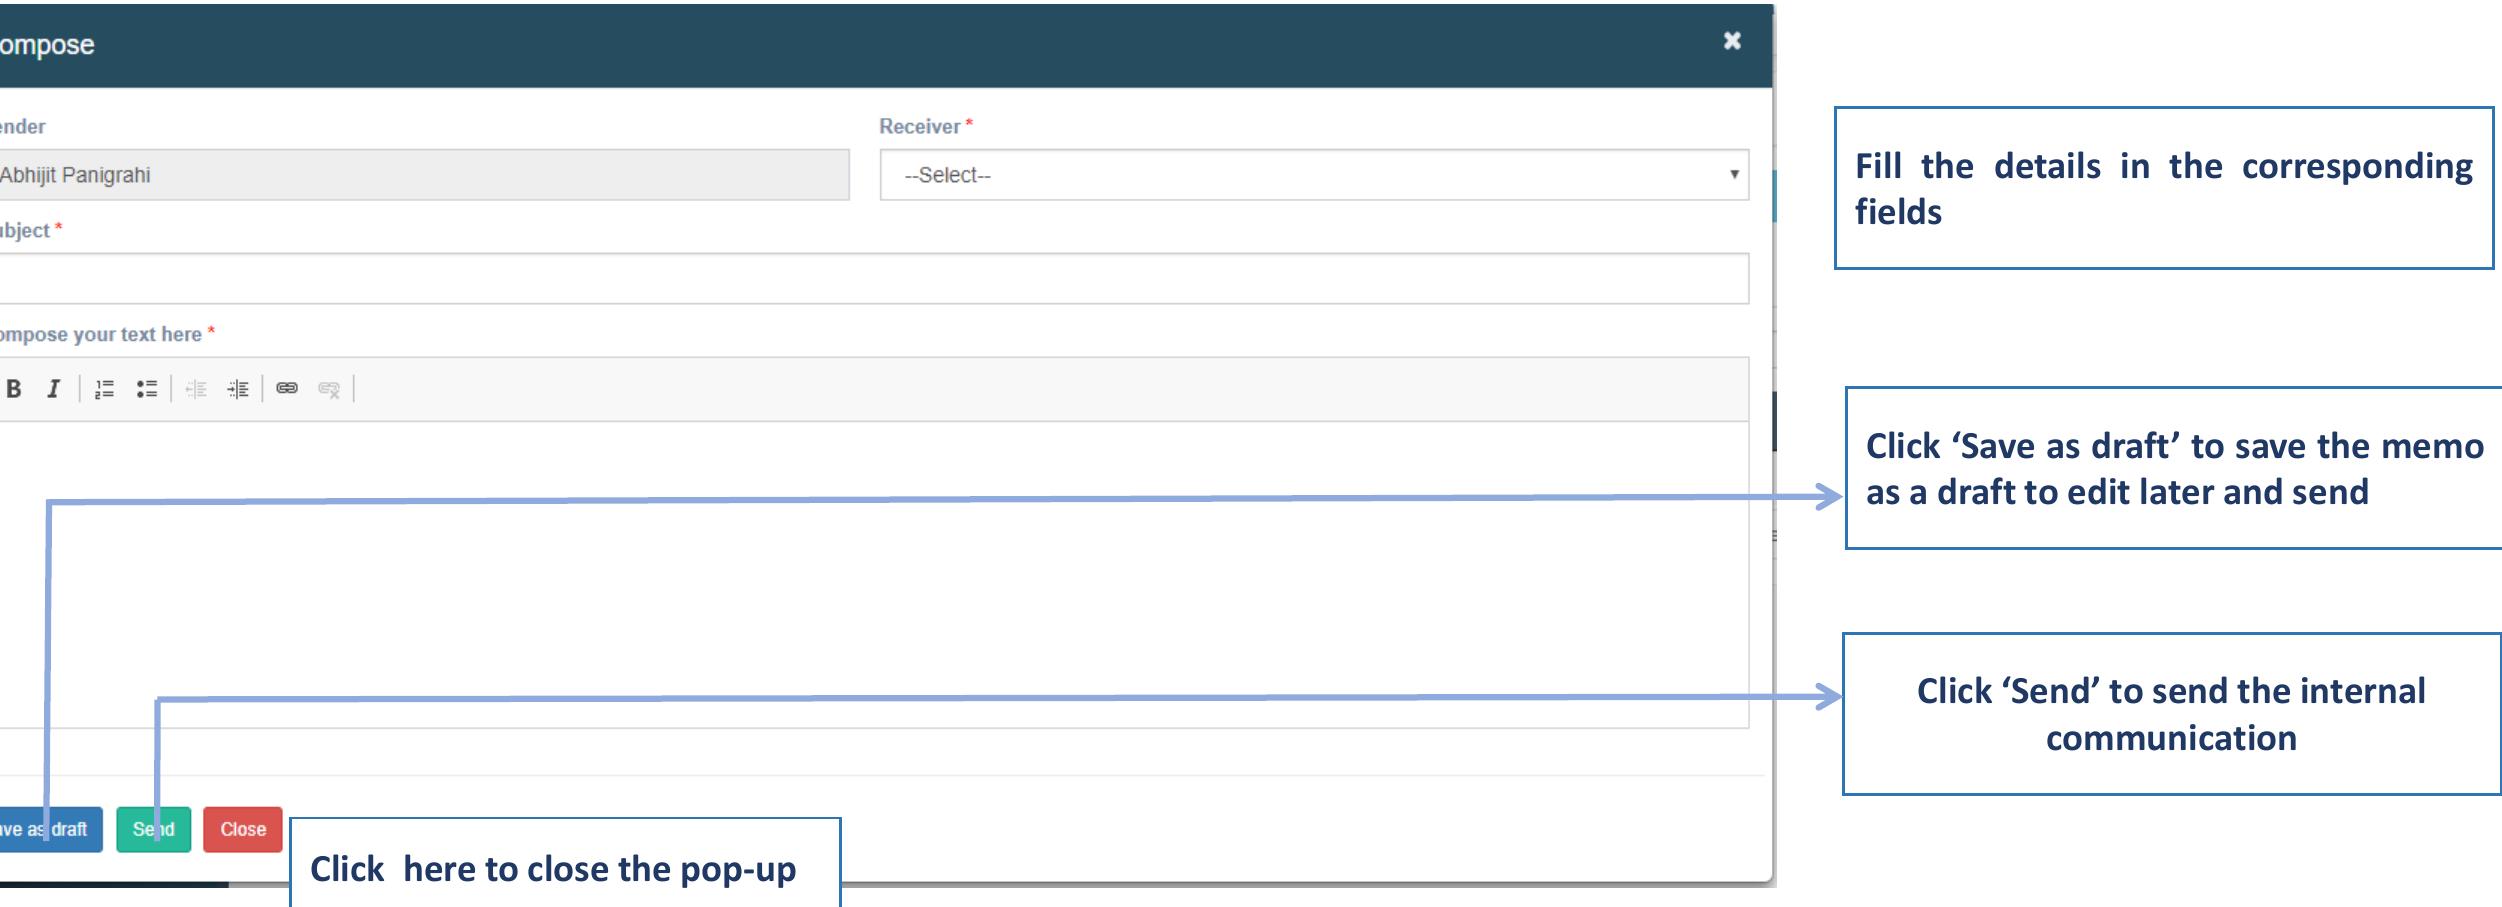 ompose
ender
Receiver *
Abhijit Panigrahi
--Select--
ubject *
ompose your text here *
B I
Fill the details in the corresponding
fields
Click ‘Save as draft’ to save the memo
as a draft to edit later and send
Click ‘Send’ to send the internal
communication
ave as draft
Send
Close
Click here to close the pop-up